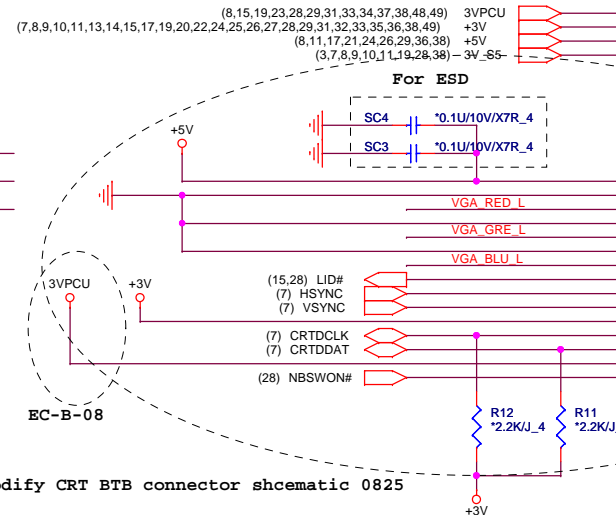 (8,15,19,23,28,29,31,33,34,37,38,48,49) 3VPCU
(7,8,9,10,11,13,14,15,17,19,20,22,24,25,26,27,28,29,31,32,33,35,36,38,49) +3V
(8,11,17,21,24,26,29,36,38) +5V
(3,7,8,9,10,11,19,28,38) 3V_S5
For ESD
SC4 *0.1U/10V/X7R_4
+5V
SC3 *0.1U/10V/X7R_4
VGA_RED_L
VGA_GRE_L
VGA_BLU_L
3VPCU +3V
(15,28) LID#
(7) HSYNC
(7) VSYNC
(7) CRTDCLK
(7) CRTDDAT
(28) NBSWON#
EC-B-08
R12
*2.2K/J_4
R11
*2.2K/J
dify CRT BTB connector shcematic 0825
+3V